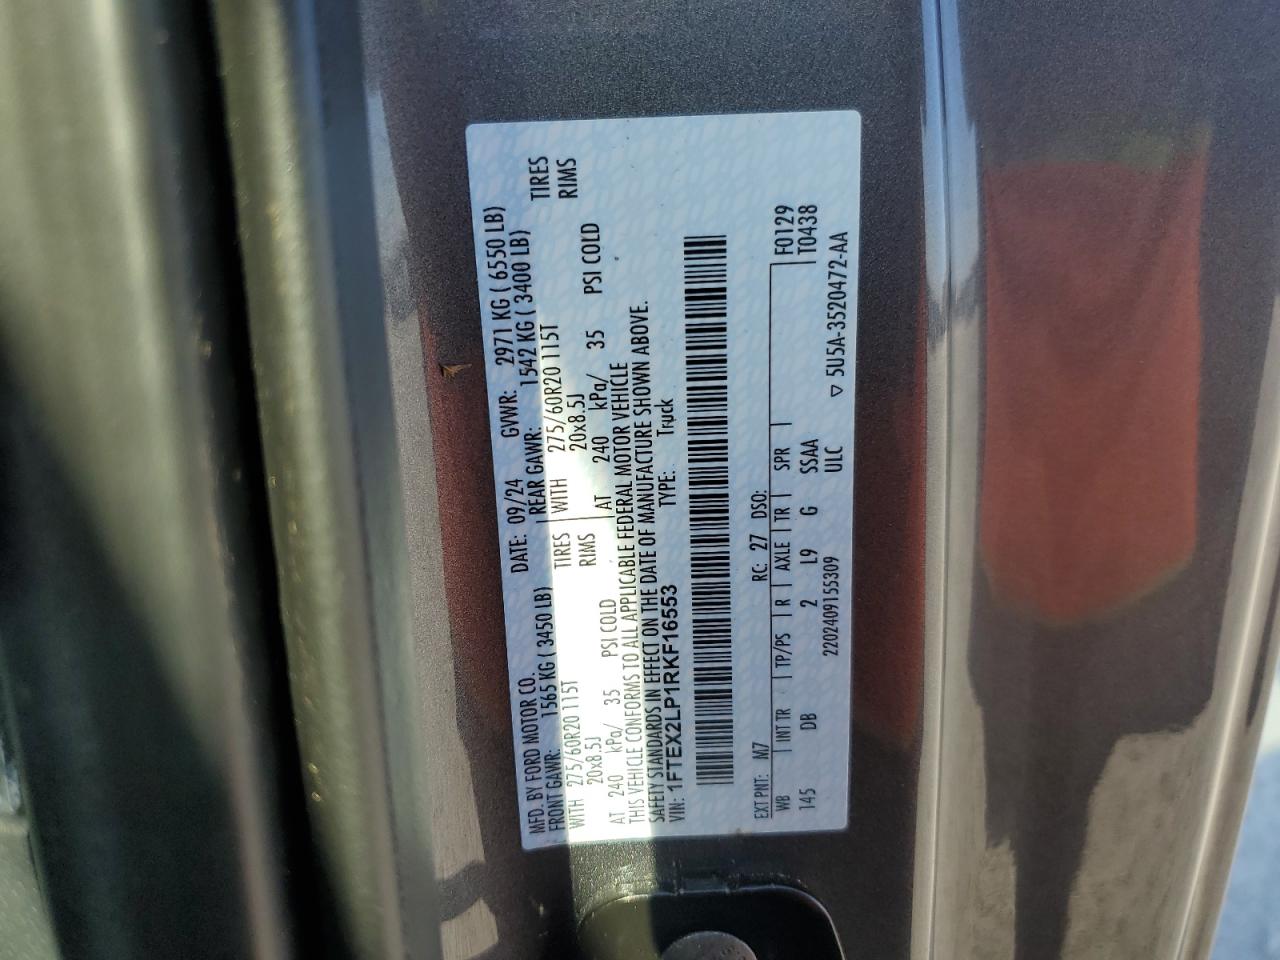 MFD. BY FORD MOTOR CO. DATE: 09/24 GVWR: 2971 KG ( 6550 LB)
FRONT GAWR: 1565 KG ( 3450 LB) REAR GAWR: 1542 KG ( 3400 LB)
WITH 275/60R20 115T TIRES WITH 275/60R20 115T TIRES
20x8.5J RIMS 20x8.5J RIMS
AT 240 kPa/ 35 PSI COLD AT 240 kPa/ 35 PSI COLD
THIS VEHICLE CONFORMS TO ALL APPLICABLE FEDERAL MOTOR VEHICLE
SAFETY STANDARDS IN EFFECT ON THE DATE OF MANUFACTURE SHOWN ABOVE.
VIN: 1FTEX2LP1RKF16553 TYPE: Truck
EXT PNT: M7 RC: 27 DSO:
WB INT TR TP/PS R AXLE TR SPR F0129
145 DB 2 L9 G SSAA T0438
2202409155309 ULC ▽ 5U5A-3520472-AA